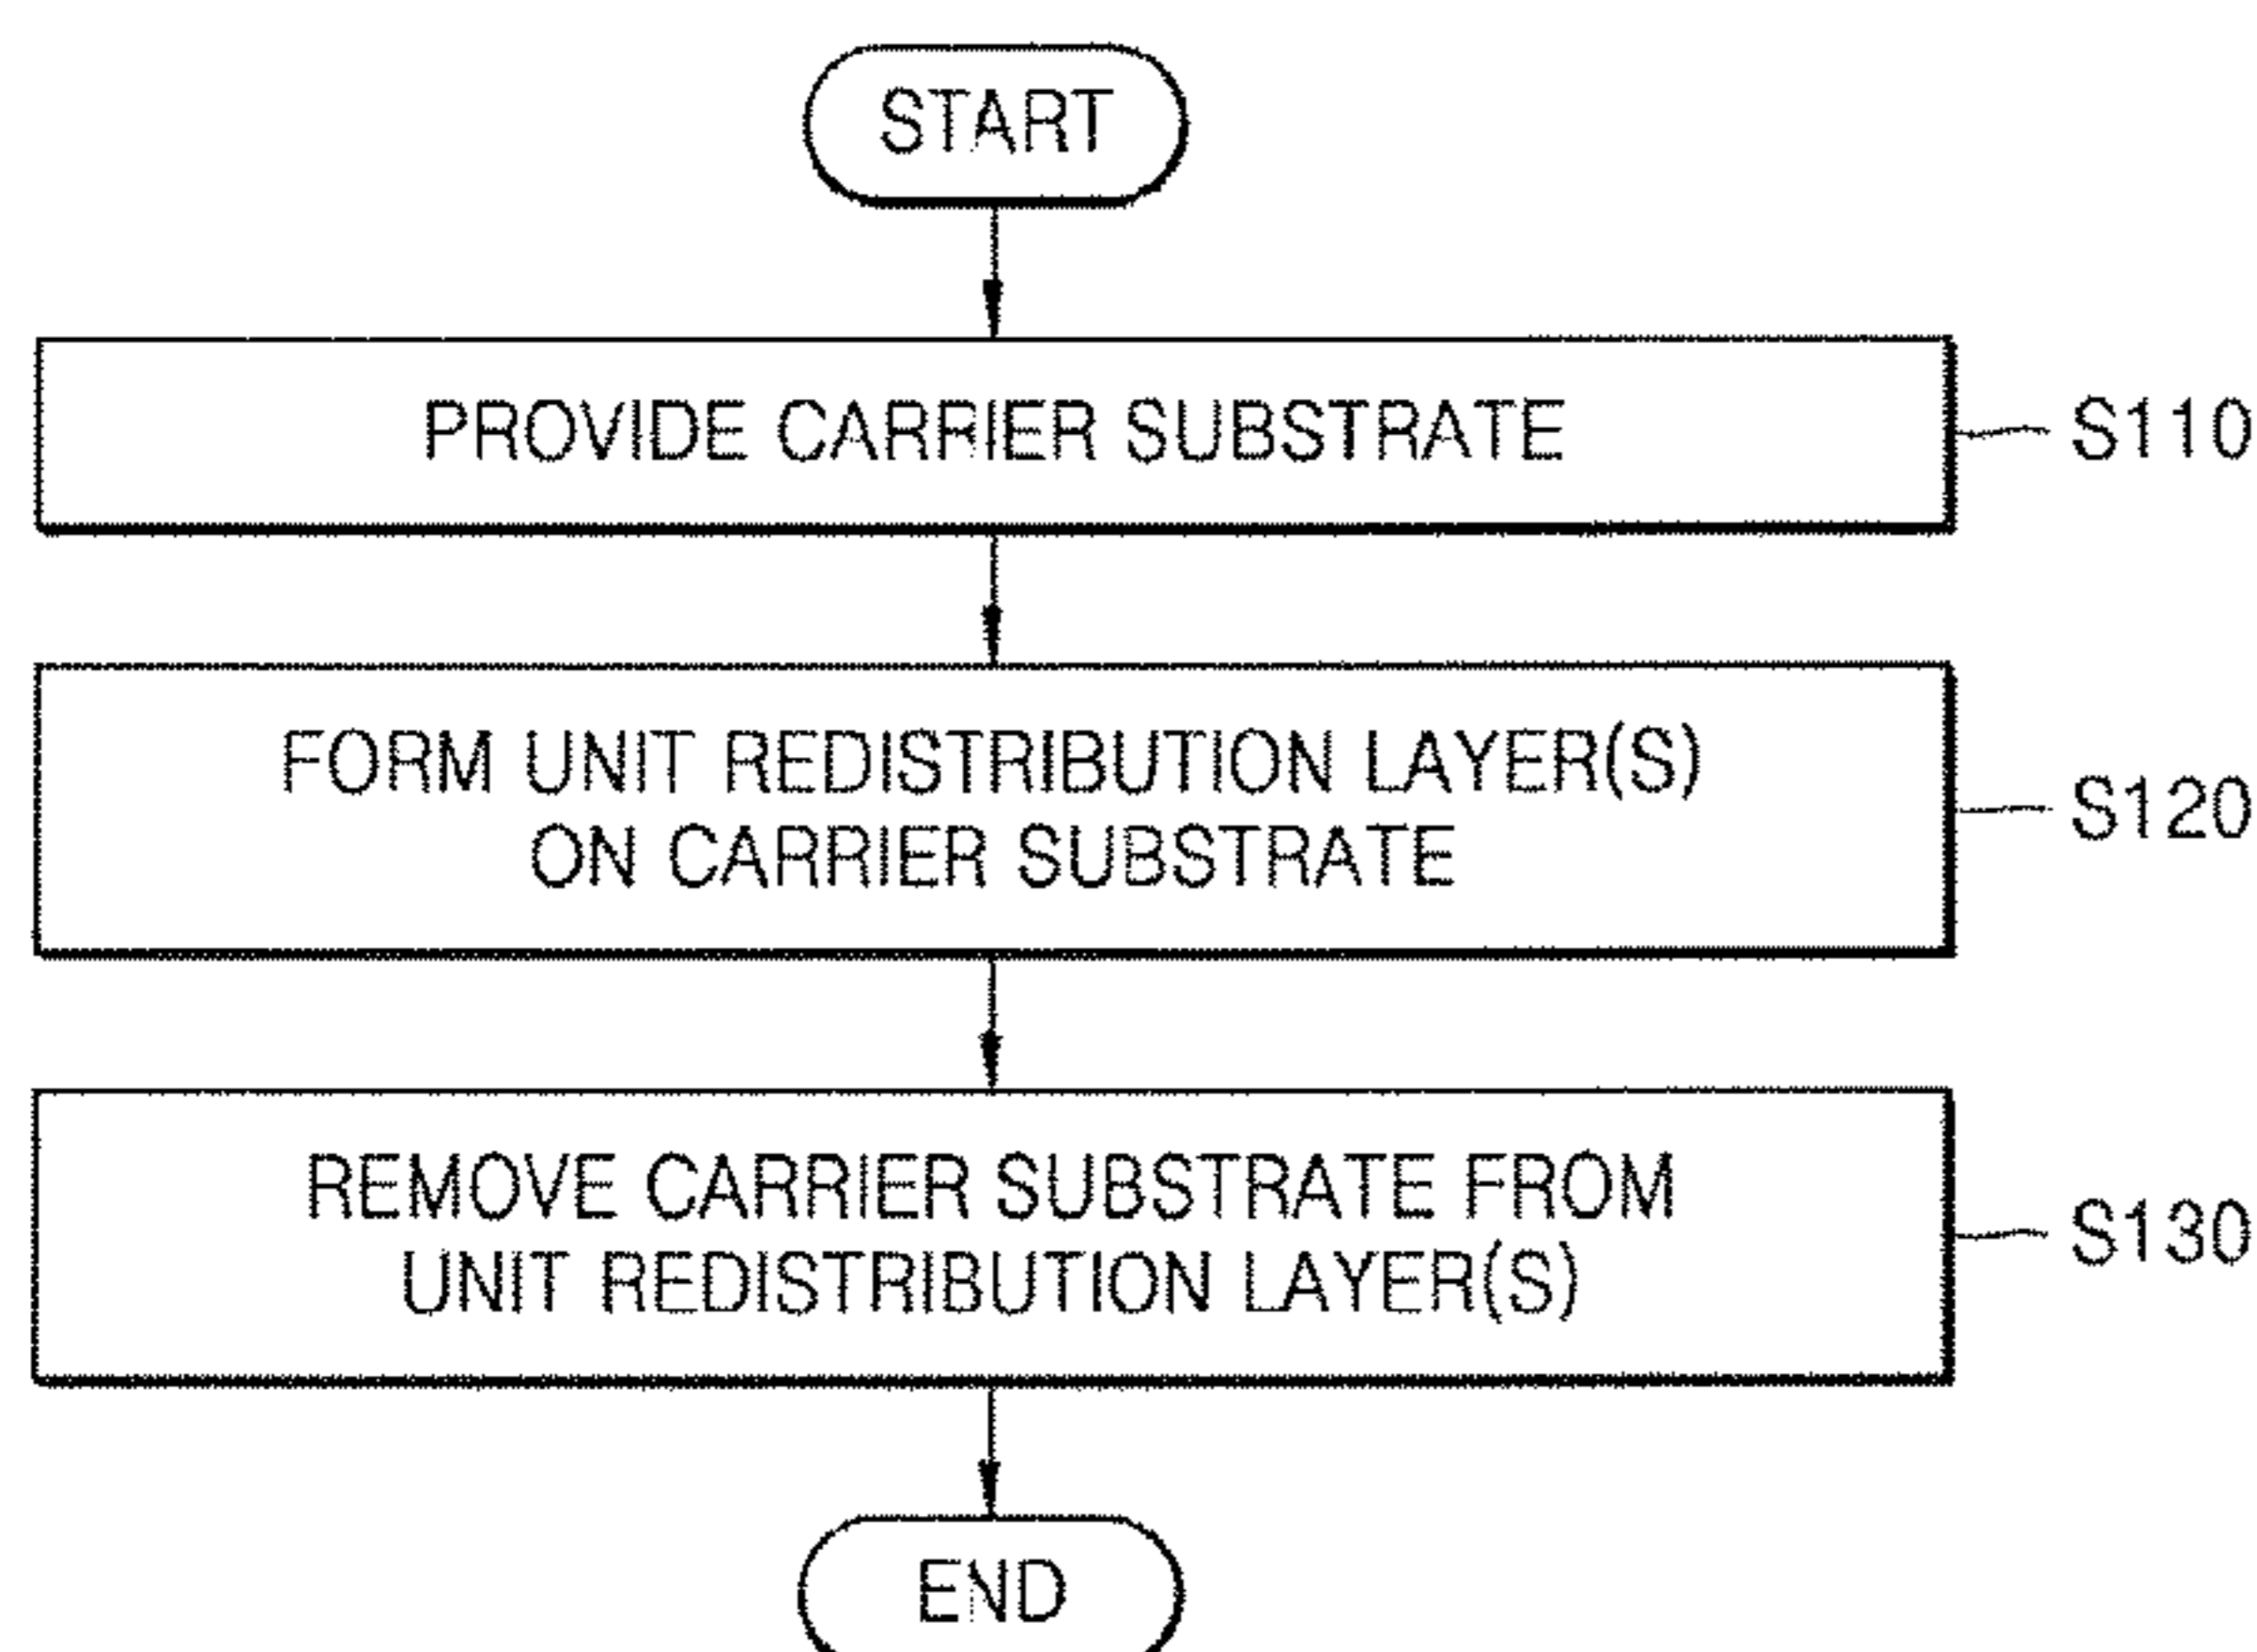 START
PROVIDE CARRIER SUBSTRATE
S110
FORM UNIT REDISTRIBUTION LAYER(S)
ON CARRIER SUBSTRATE
S120
REMOVE CARRIER SUBSTRATE FROM
UNIT REDISTRIBUTION LAYER(S)
S130
END